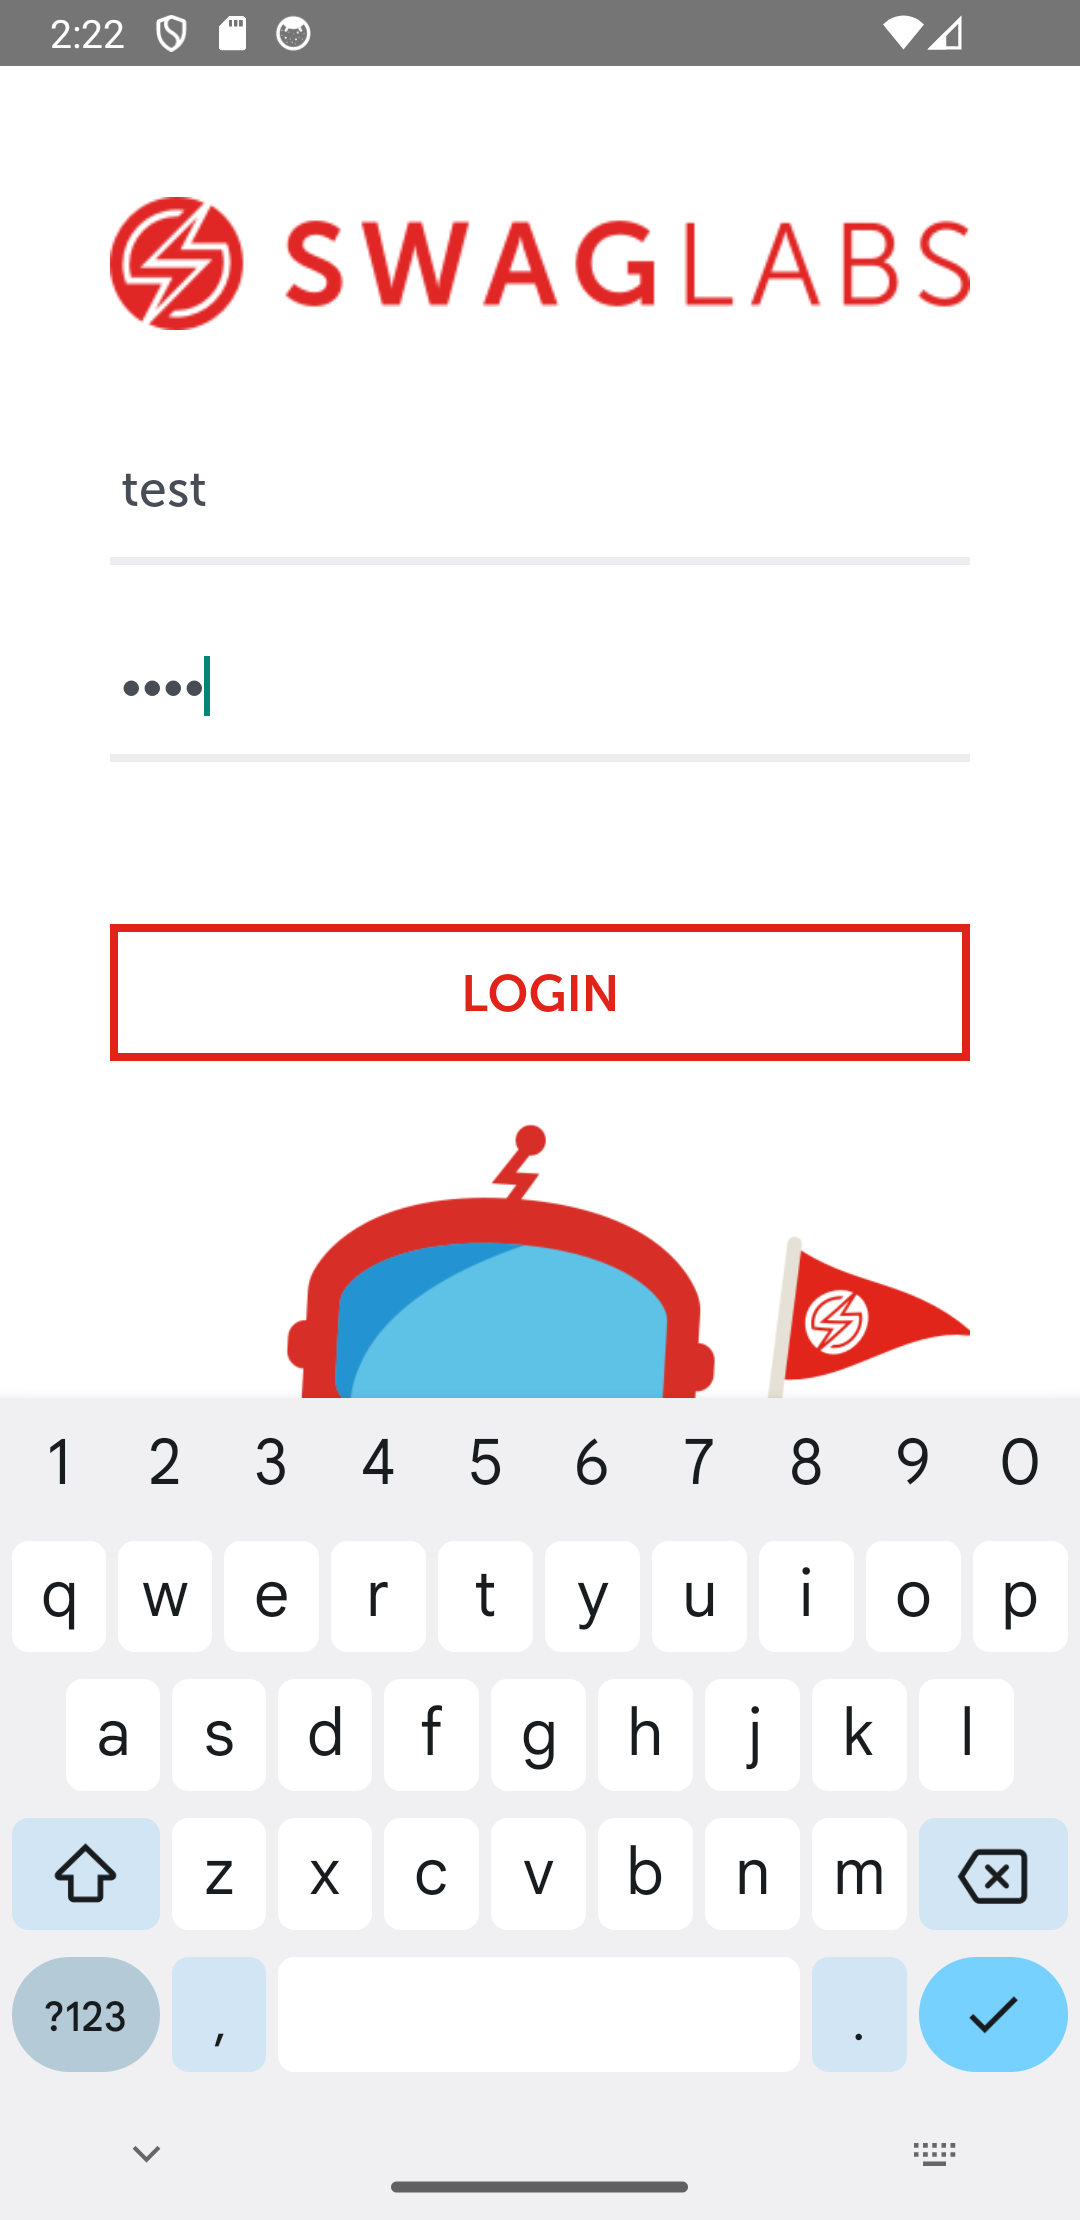 2:22
SWAGLABS
test
••••
LOGIN
1 2 3 4 5 6 7 8 9 0
q w e r t y u i o p
a s d f g h j k l
z x c v b n m
?123 , .